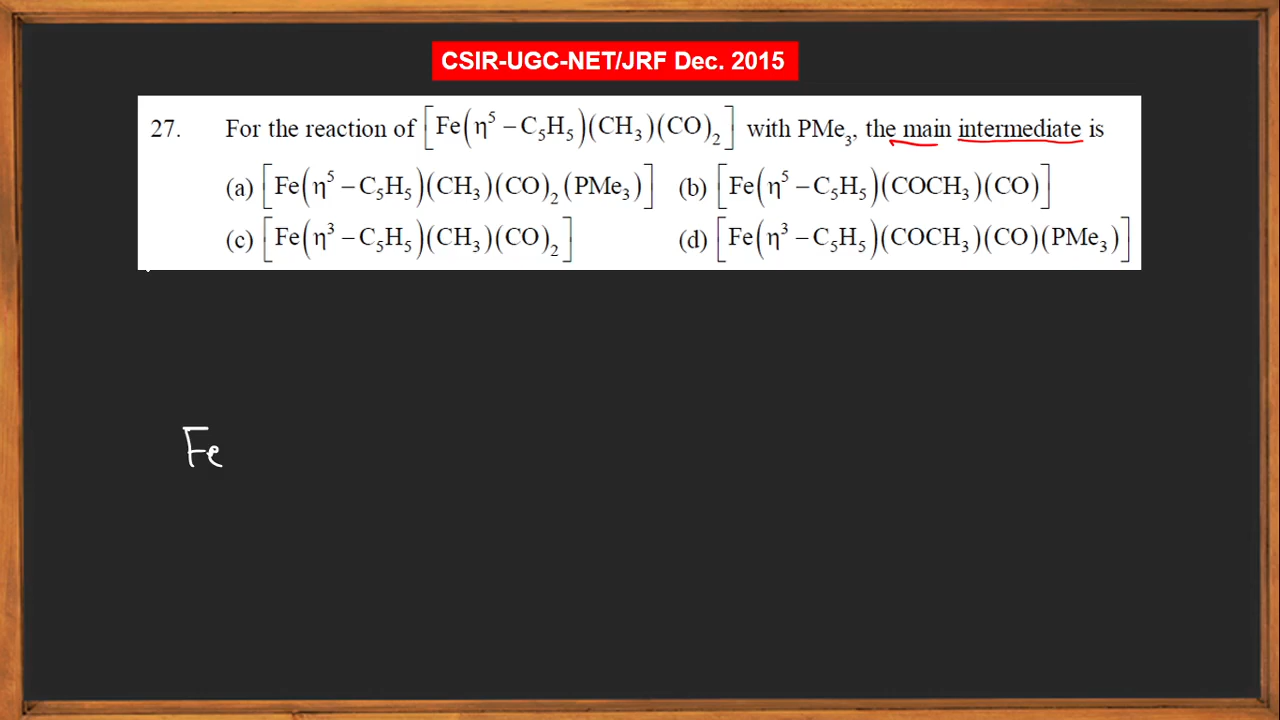 CSIR-UGC-NET/JRF Dec. 2015
27. For the reaction of [Fe(η⁵ – C₅H₅)(CH₃)(CO)₂] with PMe₃, the main intermediate is
(a) [Fe(η⁵ – C₅H₅)(CH₃)(CO)₂(PMe₃)] (b) [Fe(η⁵ – C₅H₅)(COCH₃)(CO)]
(c) [Fe(η³ – C₅H₅)(CH₃)(CO)₂] (d) [Fe(η³ – C₅H₅)(COCH₃)(CO)(PMe₃)]
Fe